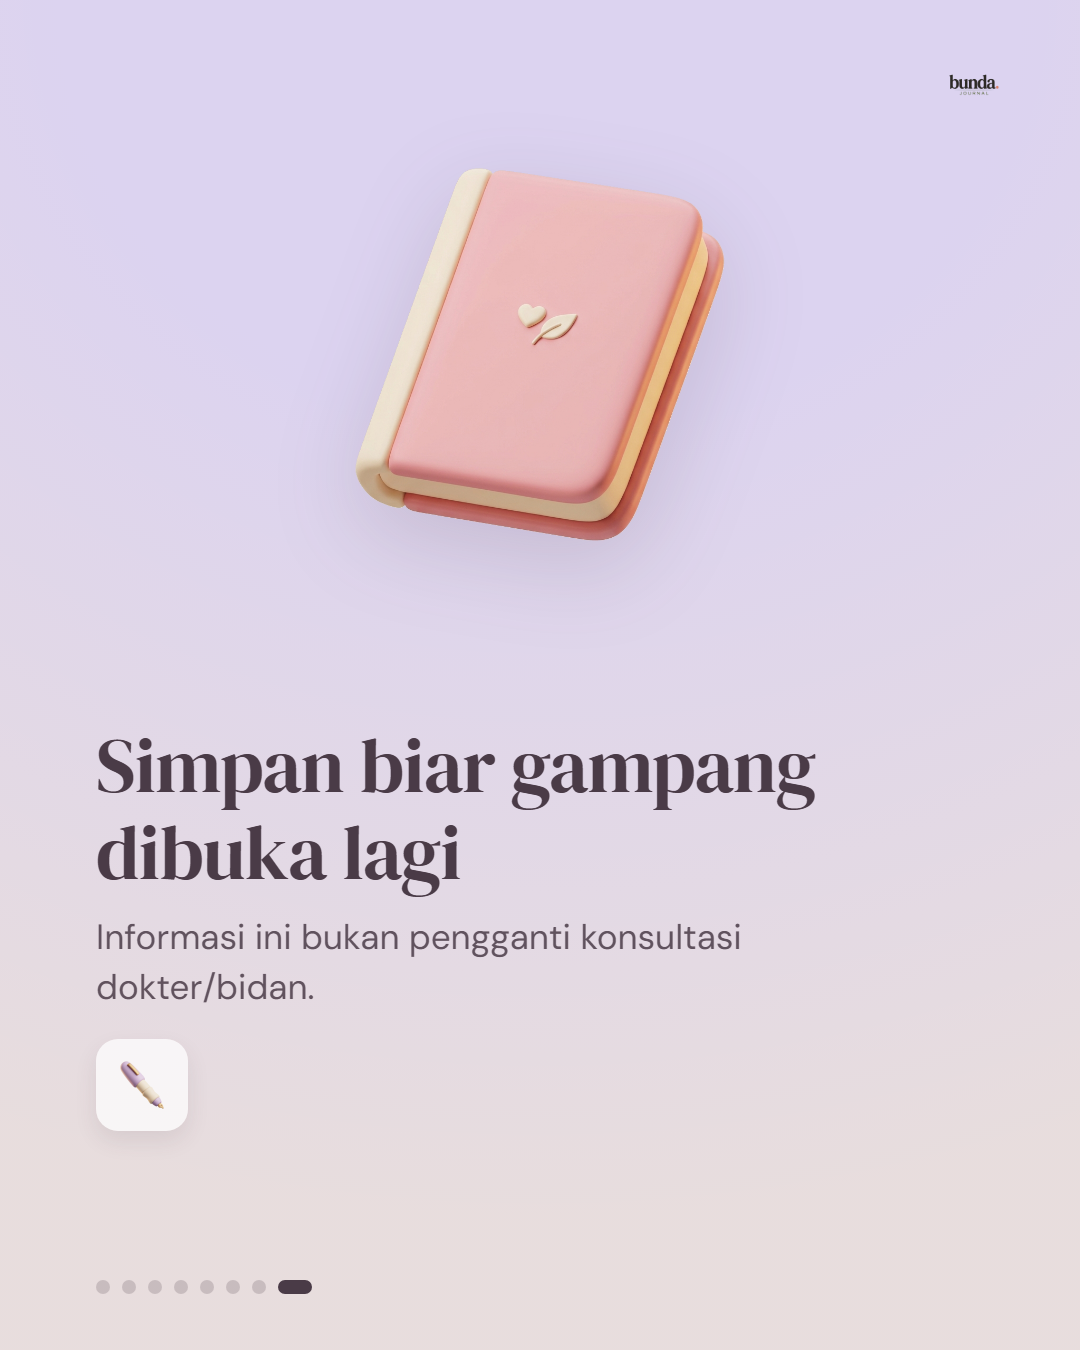 bunda.
JOURNAL
Simpan biar gampang
dibuka lagi
Informasi ini bukan pengganti konsultasi
dokter/bidan.